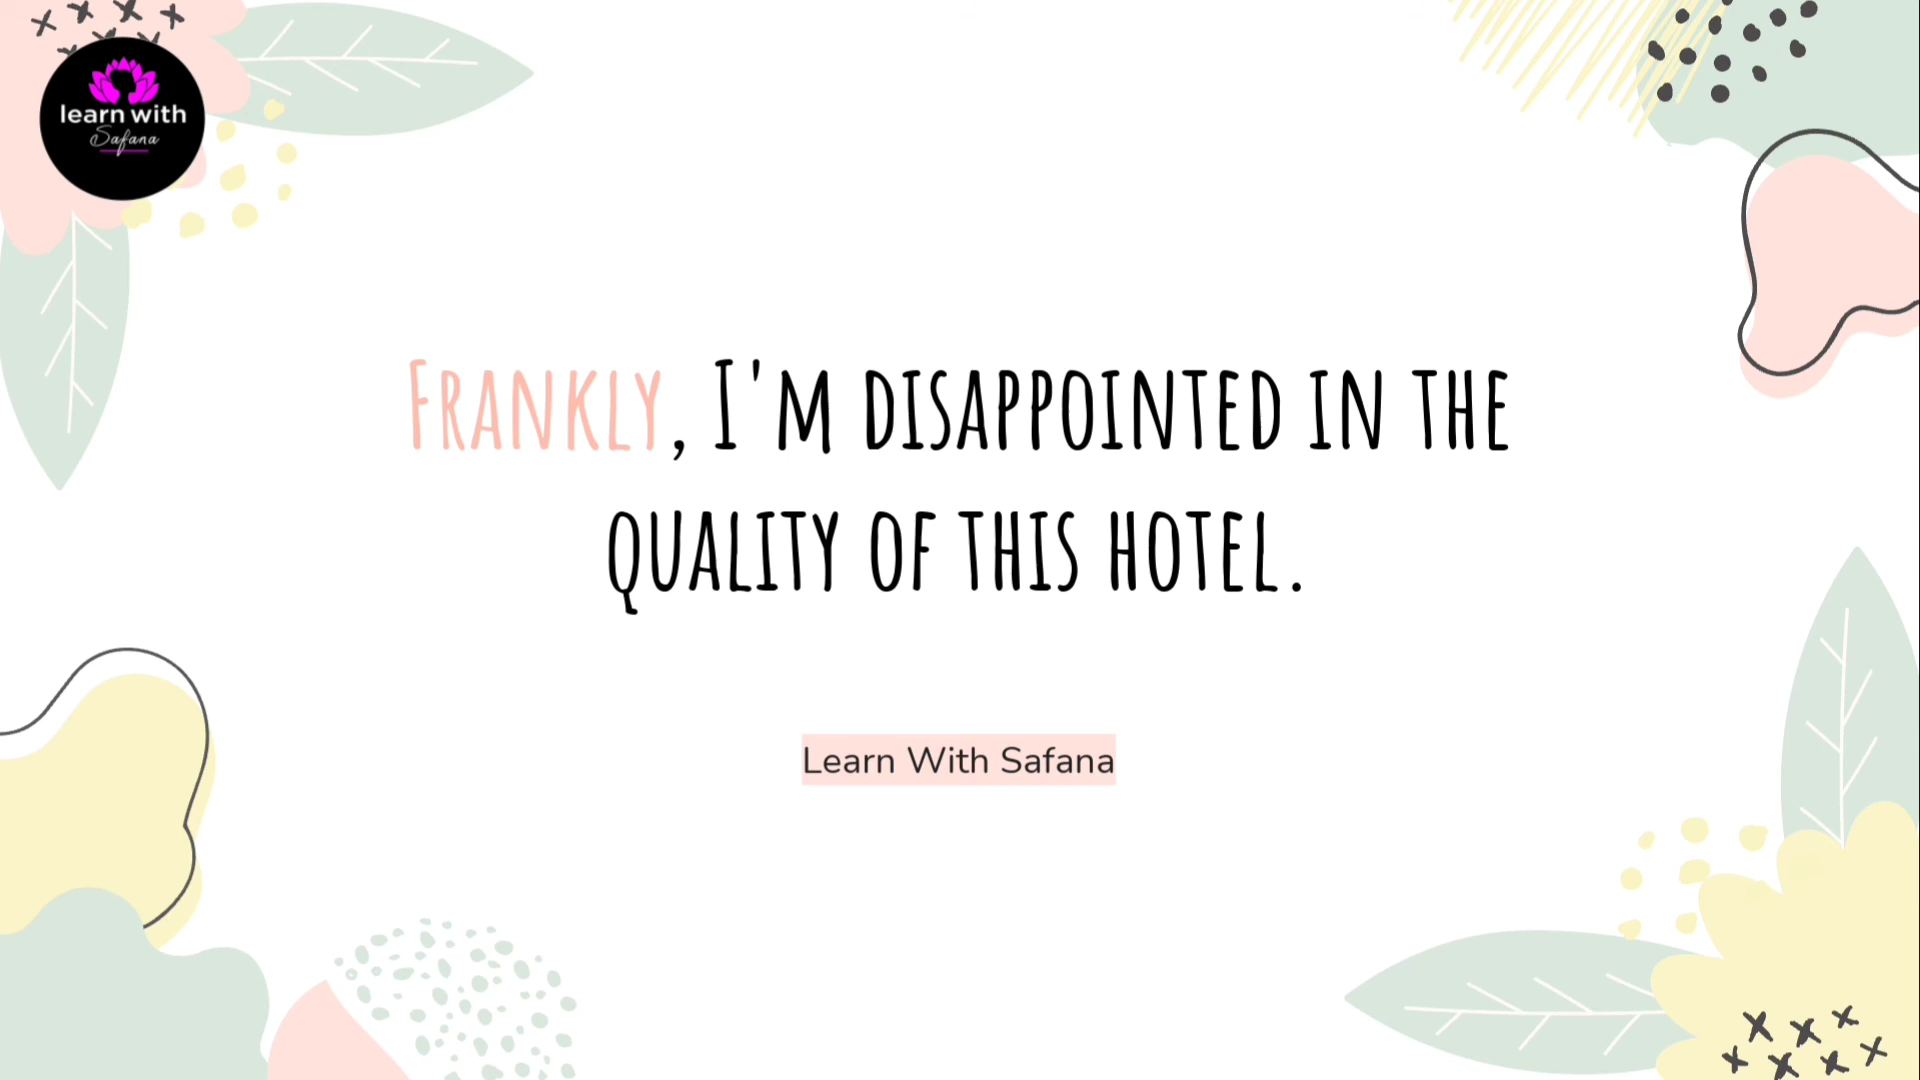 learn with
Safana
Frankly, I'm disappointed in the
quality of this hotel.
Learn With Safana